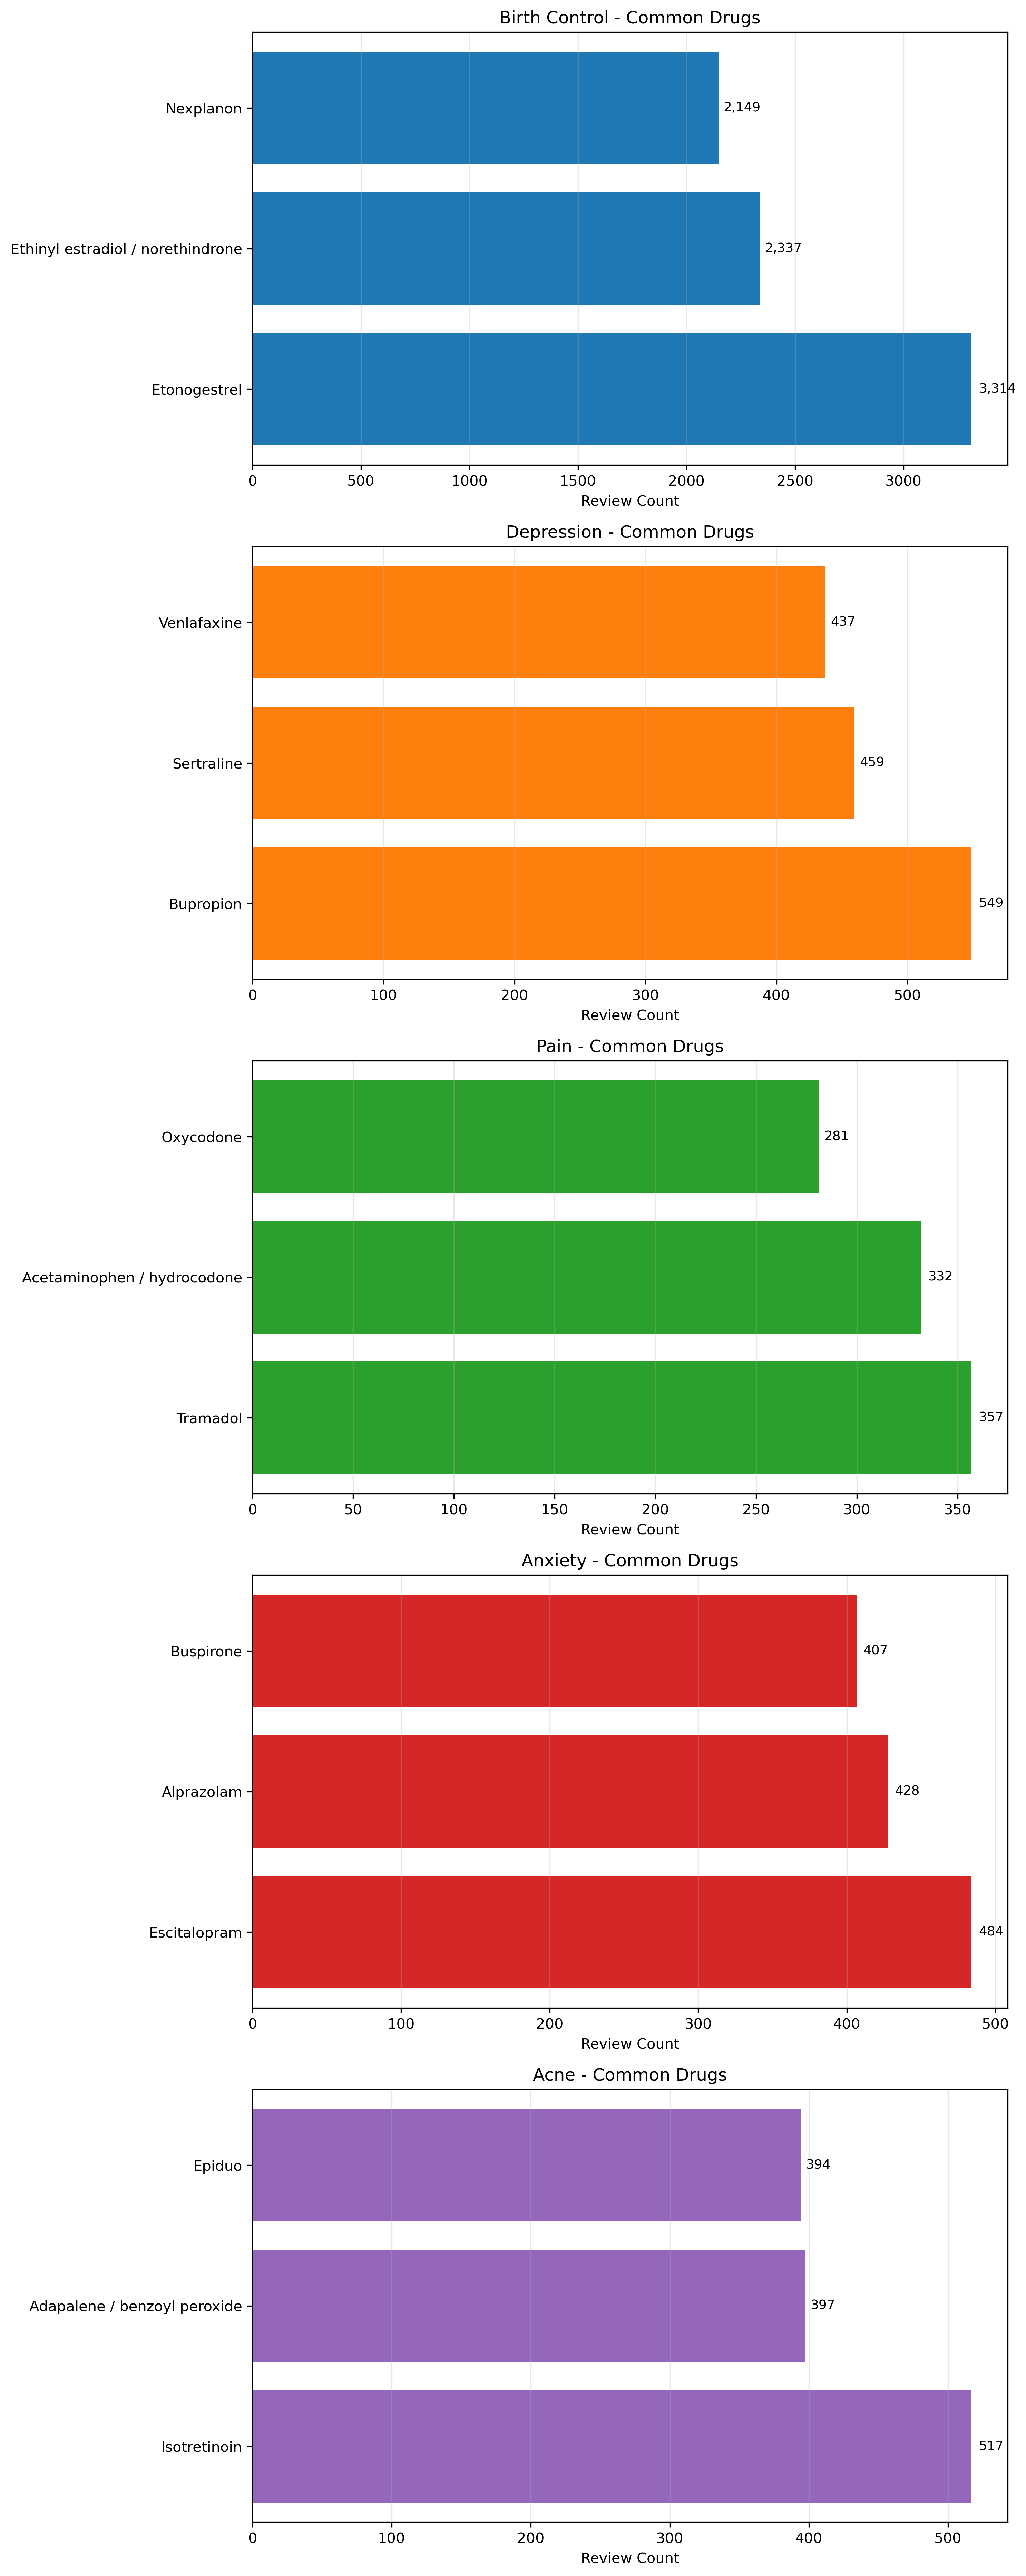 Birth Control - Common Drugs
Nexplanon
2,149
Ethinyl estradiol / norethindrone
2,337
Etonogestrel
3,314
0 500 1000 1500 2000 2500 3000
Review Count
Depression - Common Drugs
Venlafaxine
437
Sertraline
459
Bupropion
549
0 100 200 300 400 500
Review Count
Pain - Common Drugs
Oxycodone
281
Acetaminophen / hydrocodone
332
Tramadol
357
0 50 100 150 200 250 300 350
Review Count
Anxiety - Common Drugs
Buspirone
407
Alprazolam
428
Escitalopram
484
0 100 200 300 400 500
Review Count
Acne - Common Drugs
Epiduo
394
Adapalene / benzoyl peroxide
397
Isotretinoin
517
0 100 200 300 400 500
Review Count